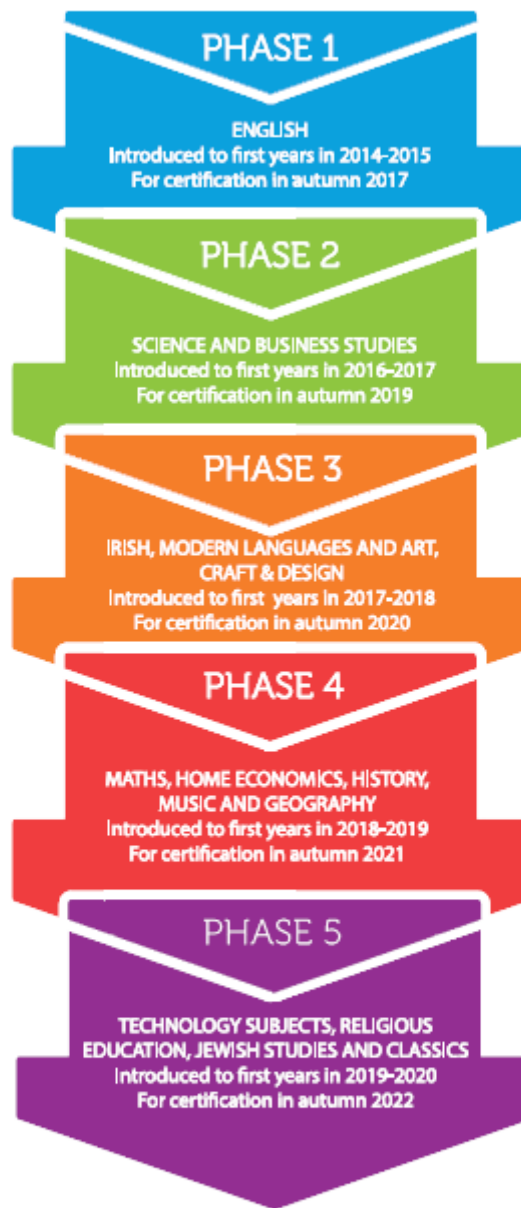 PHASE 1
ENGLISH
Introduced to first years in 2014-2015
For certification in autumn 2017
PHASE 2
SCIENCE AND BUSINESS STUDIES
Introduced to first years in 2016-2017
For certification in autumn 2019
PHASE 3
IRISH, MODERN LANGUAGES AND ART,
CRAFT & DESIGN
Introduced to first years in 2017-2018
For certification in autumn 2020
PHASE 4
MATHS, HOME ECONOMICS, HISTORY,
MUSIC AND GEOGRAPHY
Introduced to first years in 2018-2019
For certification in autumn 2021
PHASE 5
TECHNOLOGY SUBJECTS, RELIGIOUS
EDUCATION, JEWISH STUDIES AND CLASSICS
Introduced to first years in 2019-2020
For certification in autumn 2022